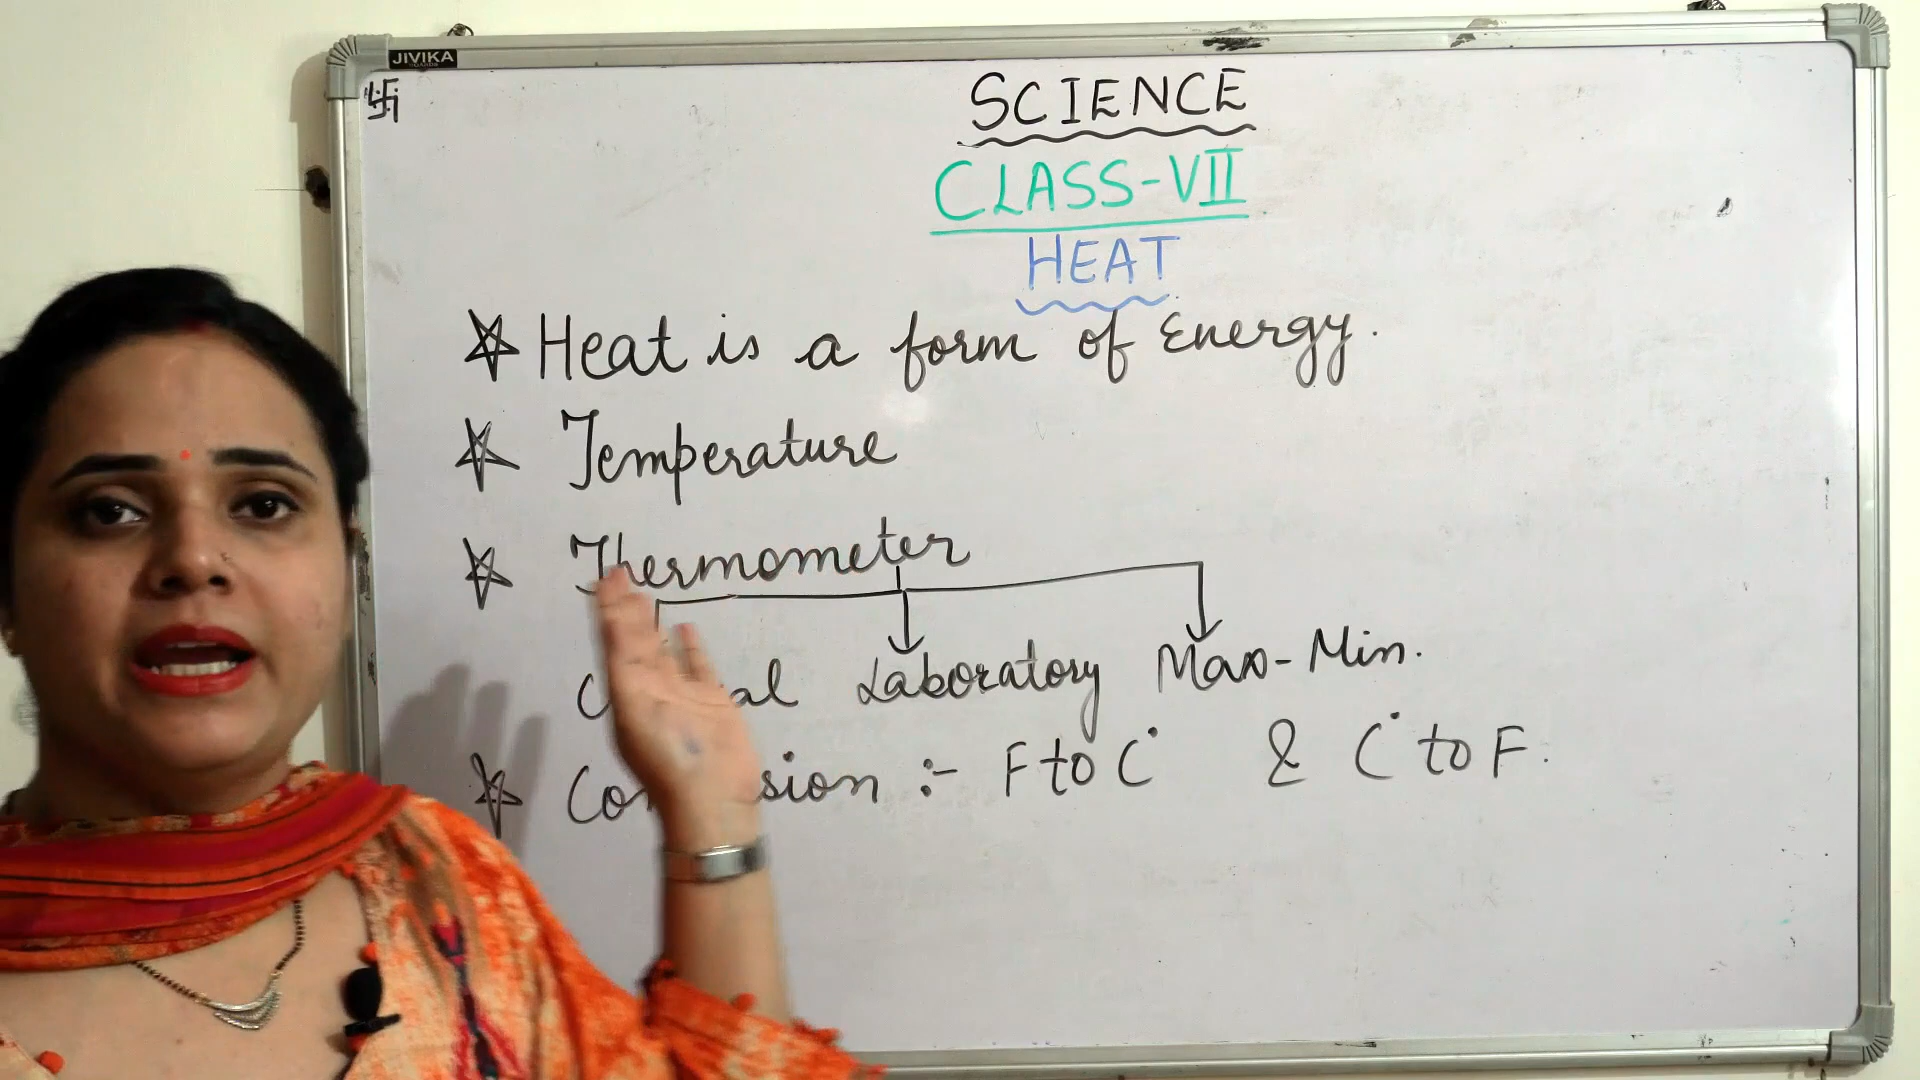 JIVIKA
SCIENCE
CLASS-VII
HEAT
Heat is a form of Energy.
Temperature
Thermometer
Laboratory Max-Min.
:- F to C° & C° to F.